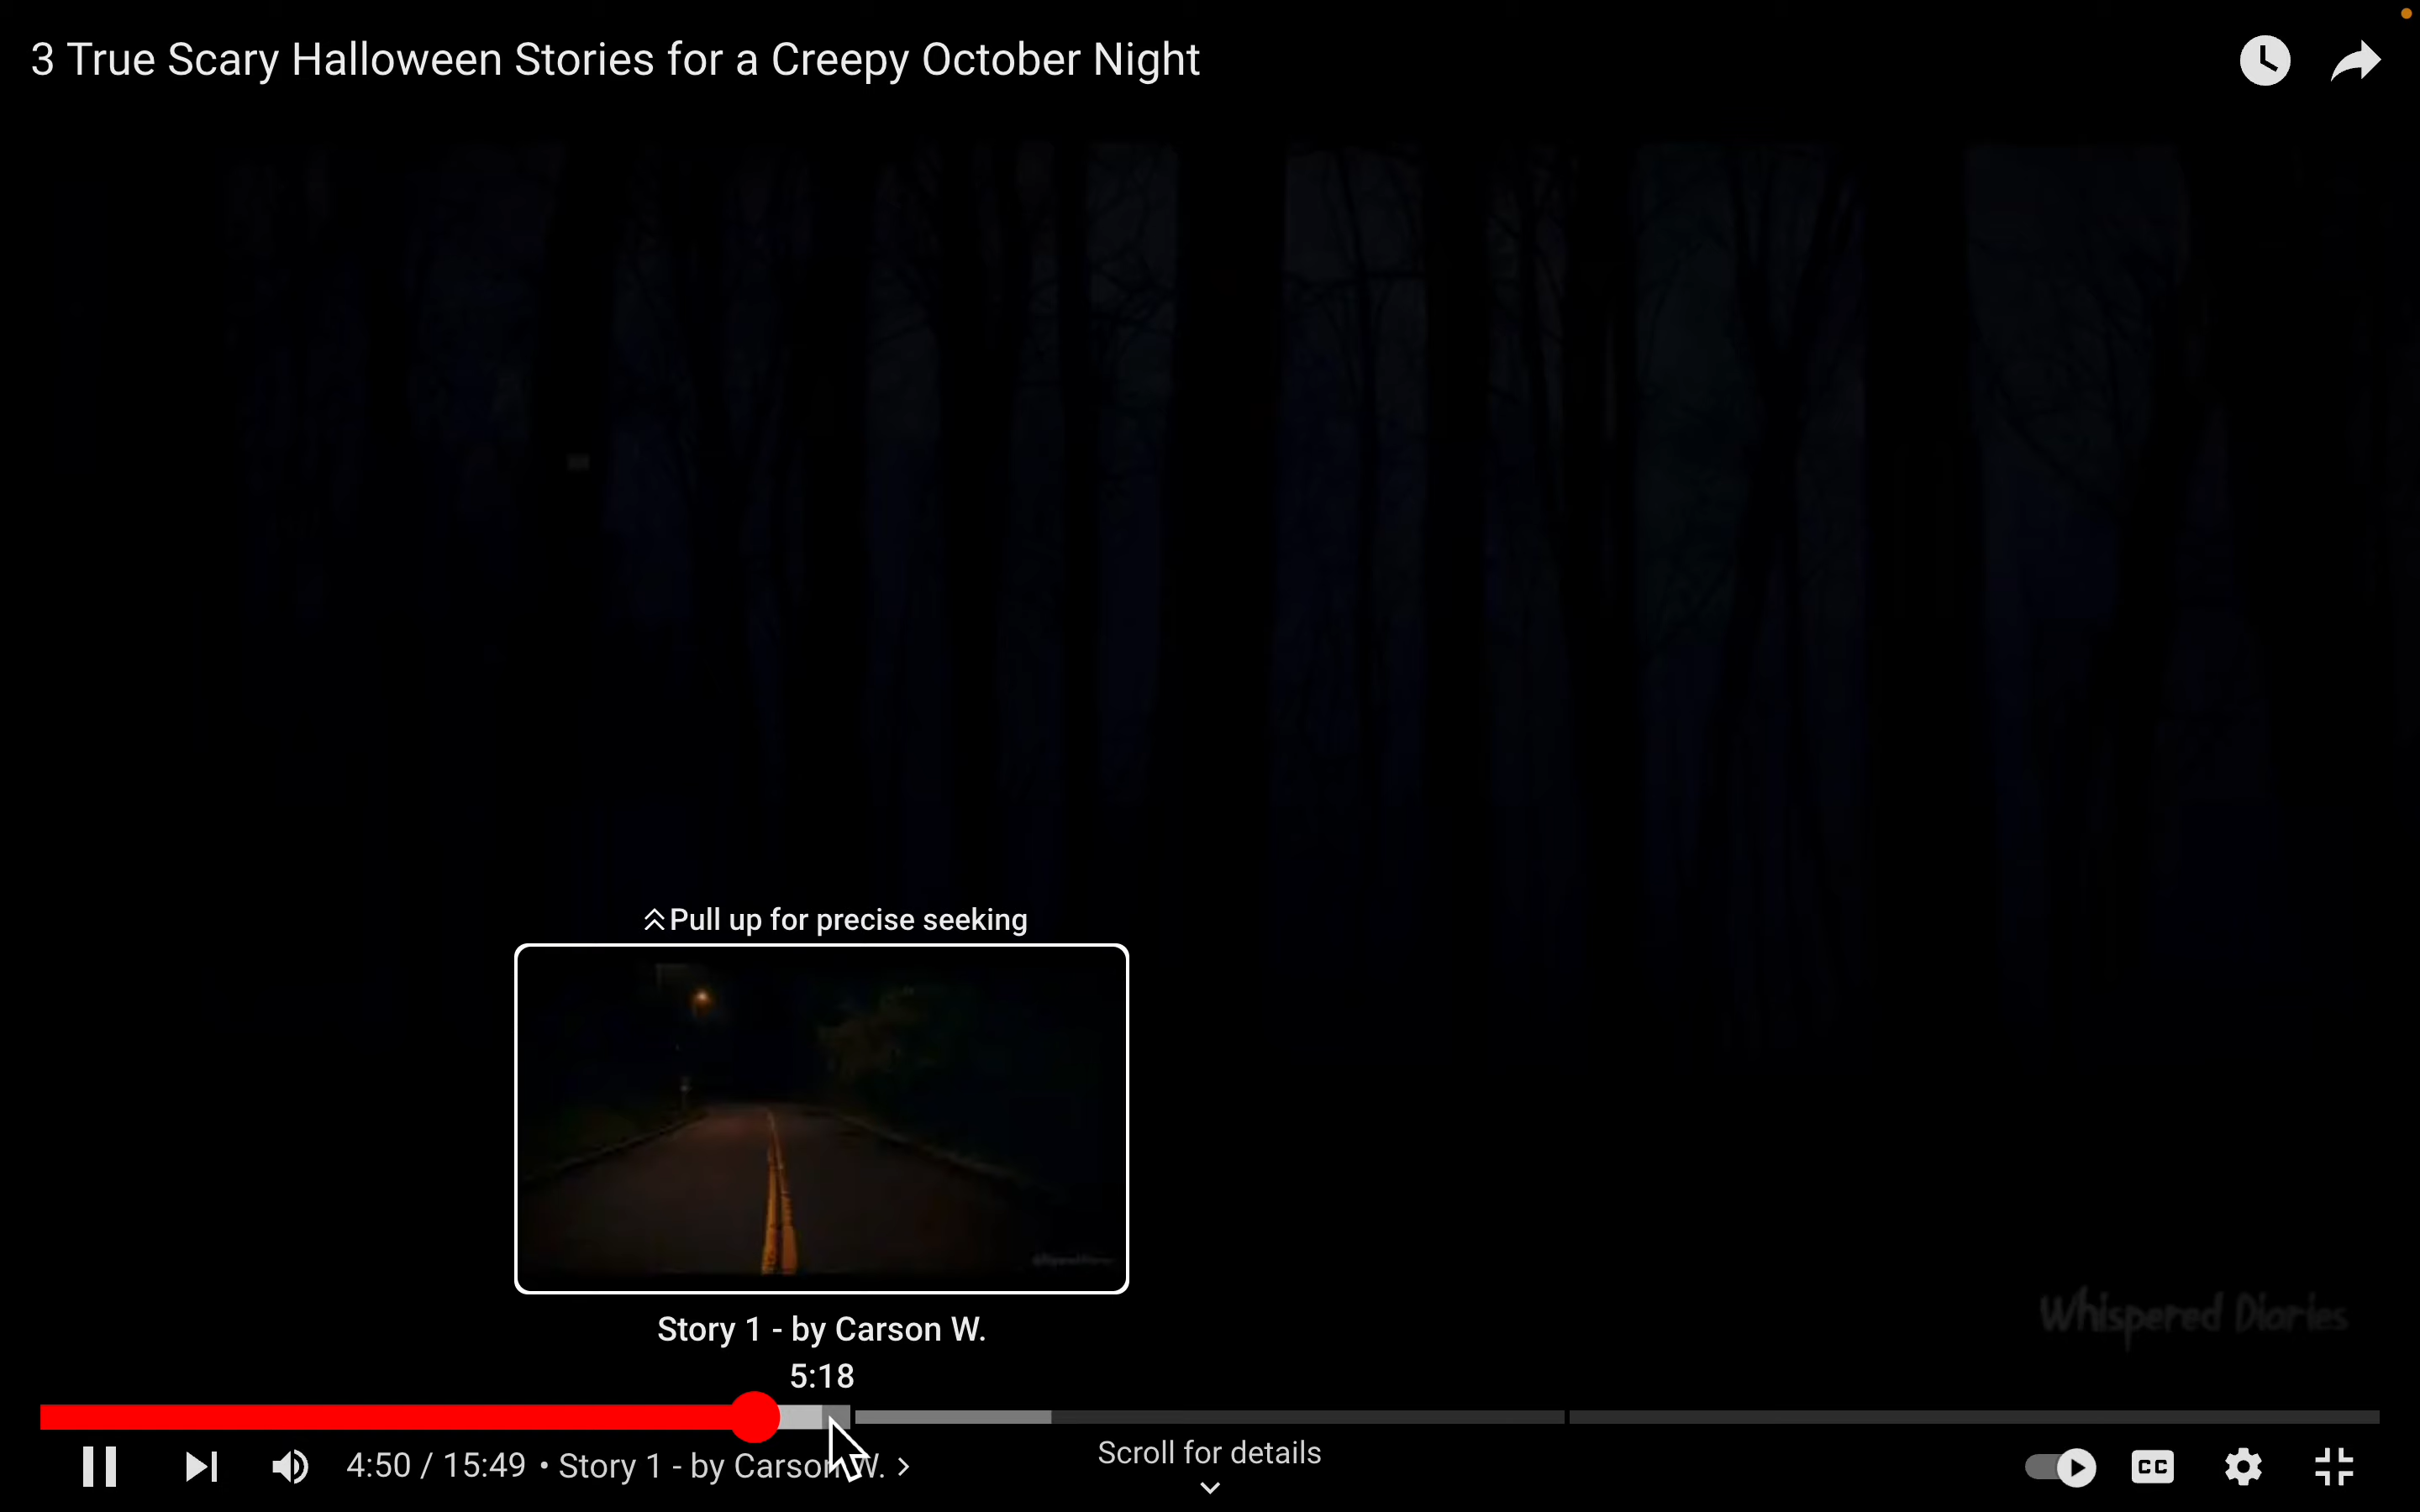 3 True Scary Halloween Stories for a Creepy October Night
Pull up for precise seeking
Story 1 - by Carson W.
5:18
Whispered Diaries
4:50 / 15:49 • Story 1 - by Carson W.
Scroll for details
CC